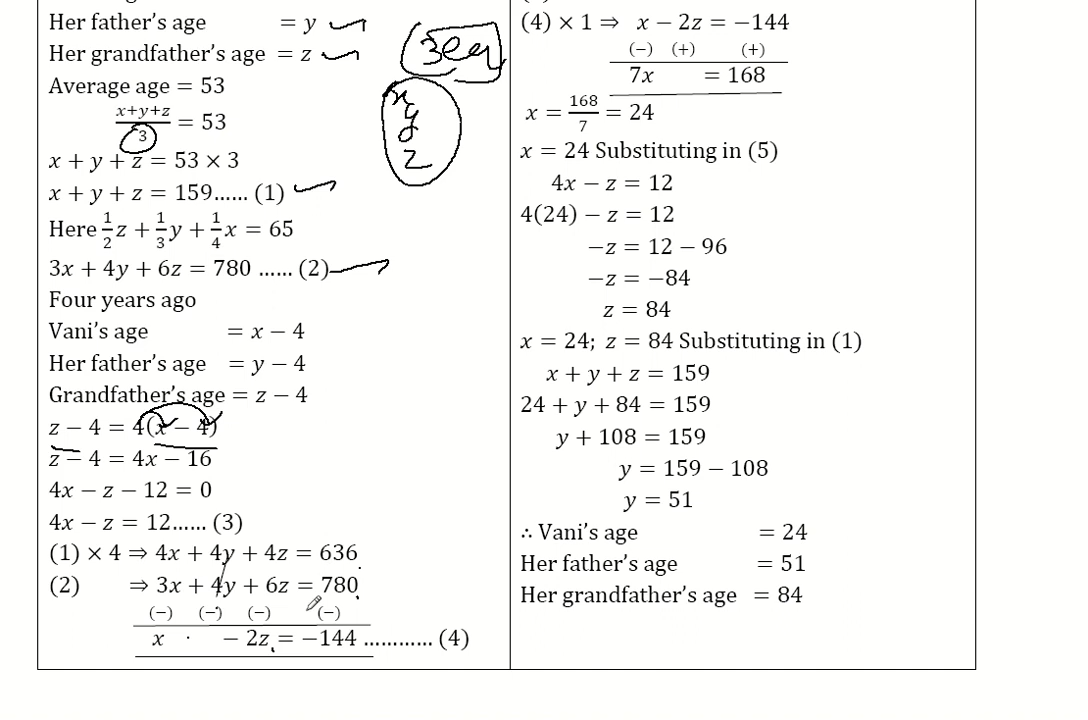 Her father's age = y
Her grandfather's age = z
Average age = 53
x+y+z/3 = 53
x + y + z = 53 × 3
x + y + z = 159...... (1)
Here 1/2 z + 1/3 y + 1/4 x = 65
3x + 4y + 6z = 780 ...... (2)
Four years ago
Vani's age = x − 4
Her father's age = y − 4
Grandfather's age = z − 4
z − 4 = 4(x − 4)
z − 4 = 4x − 16
4x − z − 12 = 0
4x − z = 12...... (3)
(1) × 4 ⇒ 4x + 4y + 4z = 636
(2) ⇒ 3x + 4y + 6z = 780
(−) (−) (−) (−)
x − 2z = −144 ............ (4)
3eq
x
y
z
(4) × 1 ⇒ x − 2z = −144
(−) (+) (+)
7x = 168
x = 168/7 = 24
x = 24 Substituting in (5)
4x − z = 12
4(24) − z = 12
−z = 12 − 96
−z = −84
z = 84
x = 24; z = 84 Substituting in (1)
x + y + z = 159
24 + y + 84 = 159
y + 108 = 159
y = 159 − 108
y = 51
∴ Vani's age = 24
Her father's age = 51
Her grandfather's age = 84